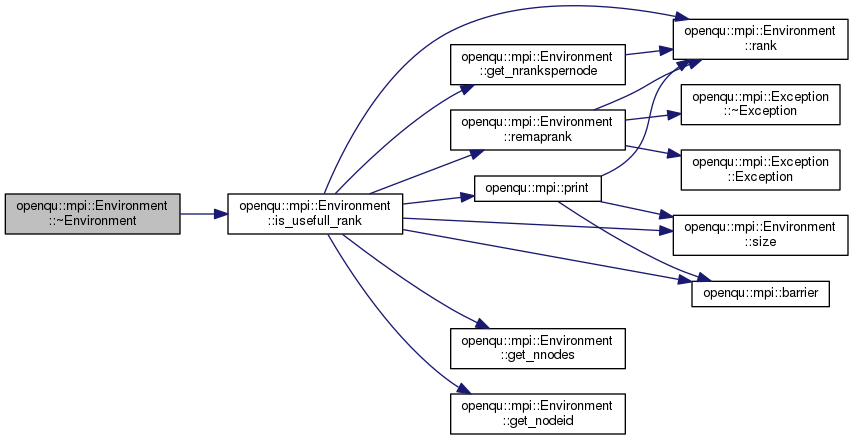 openqu::mpi::Environment
::~Environment
openqu::mpi::Environment
::is_usefull_rank
openqu::mpi::Environment
::get_nrankspernode
openqu::mpi::Environment
::remaprank
openqu::mpi::print
openqu::mpi::Environment
::get_nnodes
openqu::mpi::Environment
::get_nodeid
openqu::mpi::Environment
::rank
openqu::mpi::Exception
::~Exception
openqu::mpi::Exception
::Exception
openqu::mpi::Environment
::size
openqu::mpi::barrier